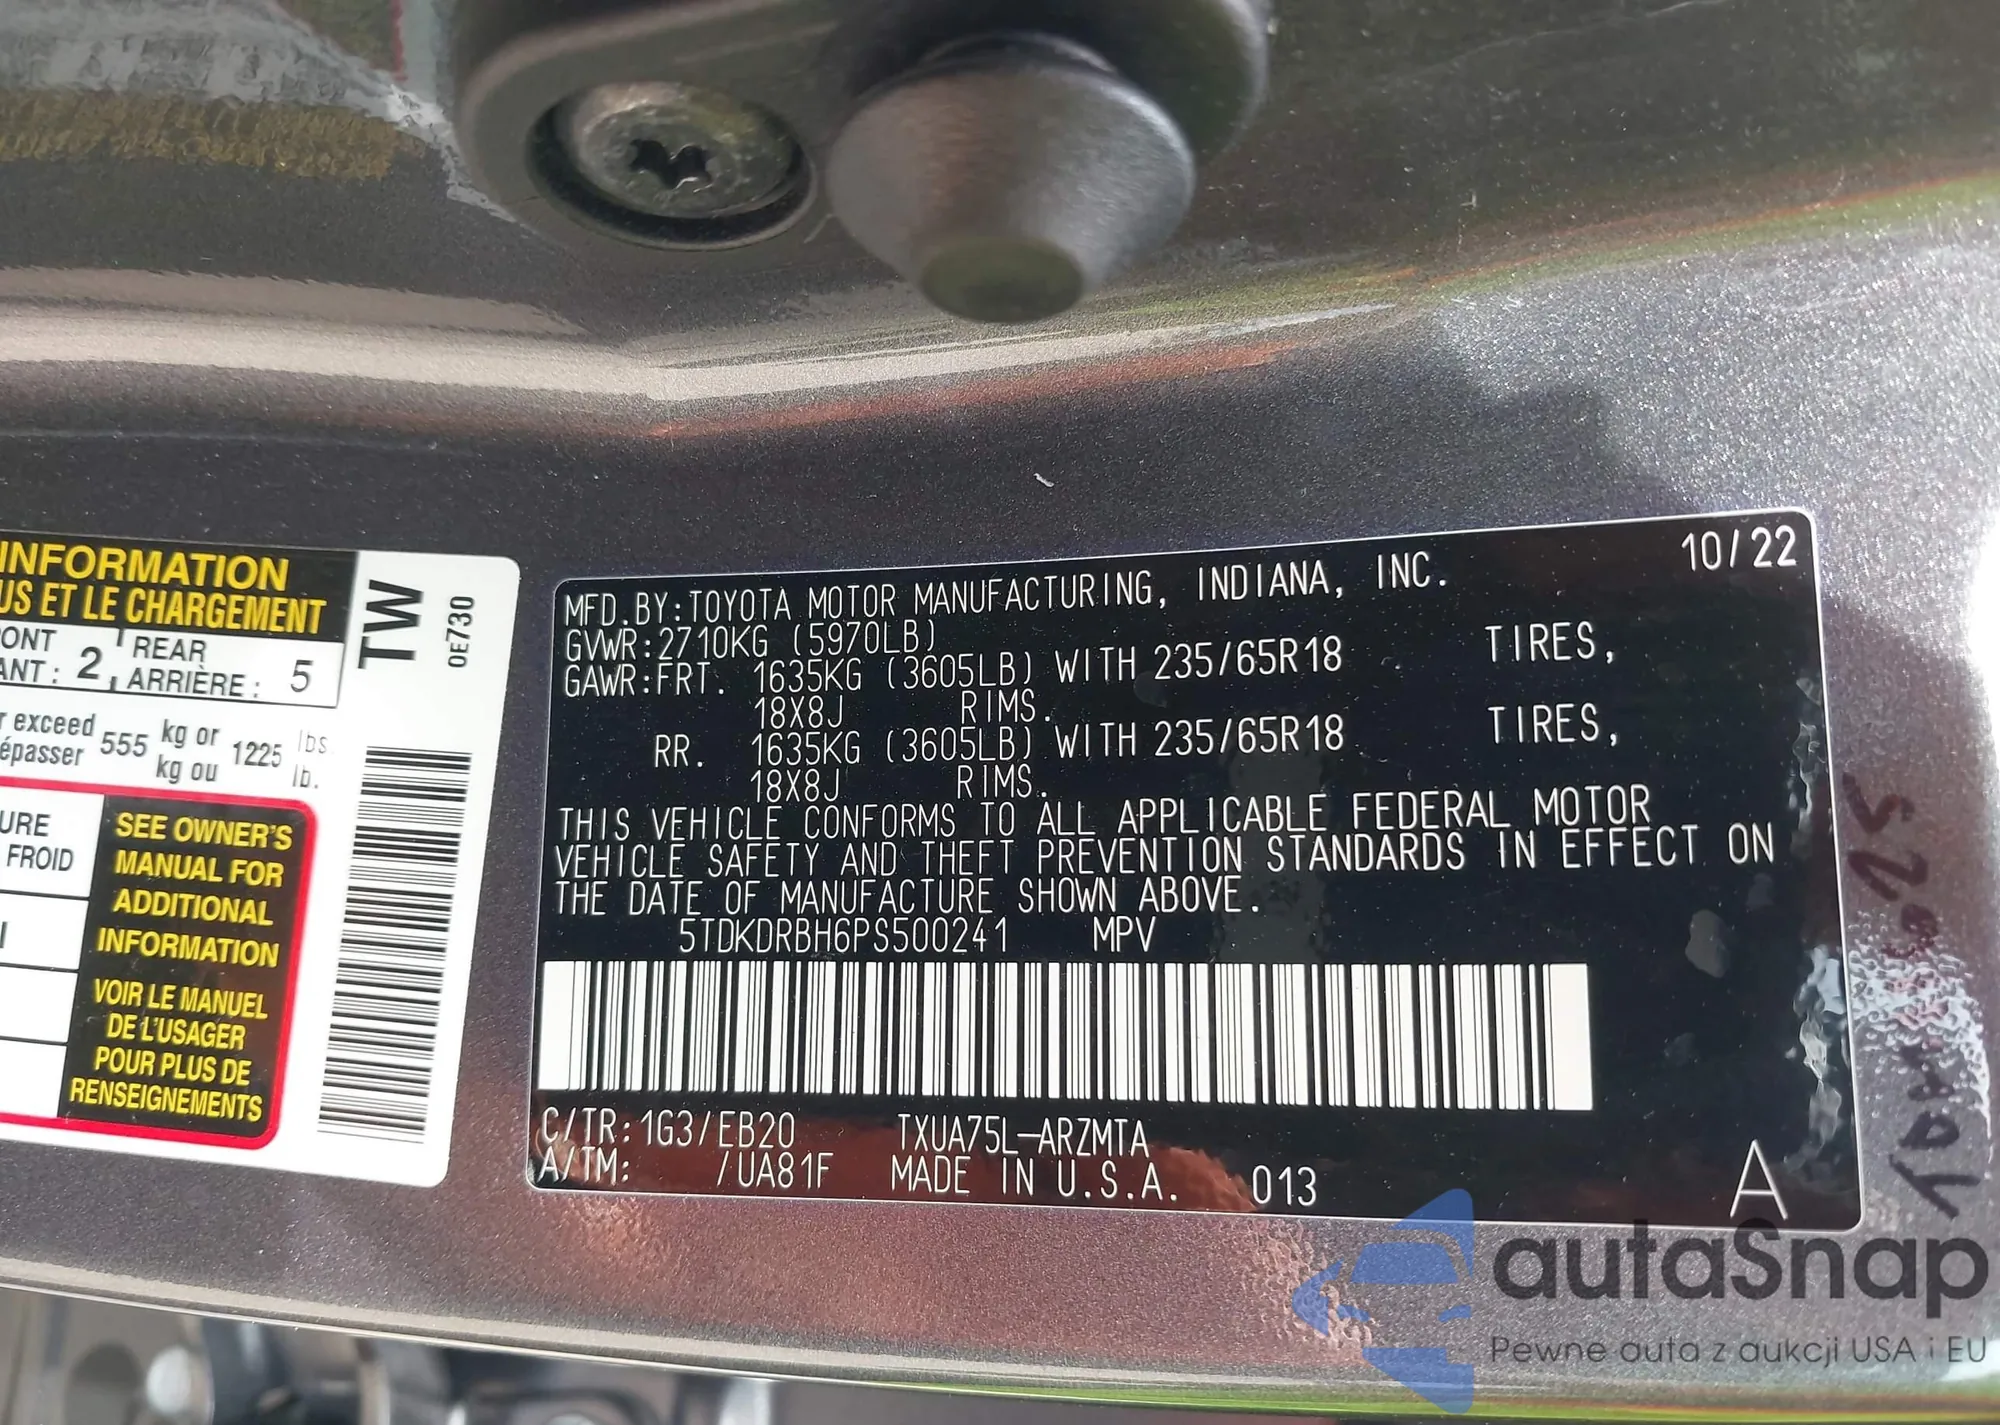 INFORMATION
US ET LE CHARGEMENT
ONT
ANT : 2
REAR
ARRIÈRE : 5
r exceed
épasser 555 kg or
kg ou 1225 lbs.
lb.
URE
FROID
SEE OWNER'S
MANUAL FOR
ADDITIONAL
INFORMATION
VOIR LE MANUEL
DE L'USAGER
POUR PLUS DE
RENSEIGNEMENTS
TW
0E730
10/22
MFD.BY:TOYOTA MOTOR MANUFACTURING, INDIANA, INC.
GVWR:2710KG (5970LB)
GAWR:FRT. 1635KG (3605LB) WITH 235/65R18 TIRES,
18X8J RIMS.
RR. 1635KG (3605LB) WITH 235/65R18 TIRES,
18X8J RIMS.
THIS VEHICLE CONFORMS TO ALL APPLICABLE FEDERAL MOTOR
VEHICLE SAFETY AND THEFT PREVENTION STANDARDS IN EFFECT ON
THE DATE OF MANUFACTURE SHOWN ABOVE.
5TDKDRBH6PS500241 MPV
C/TR:1G3/EB20 TXUA75L-ARZMTA
A/TM: /UA81F MADE IN U.S.A. 013
A
autaSnap
Pewne auta z aukcji USA i EU